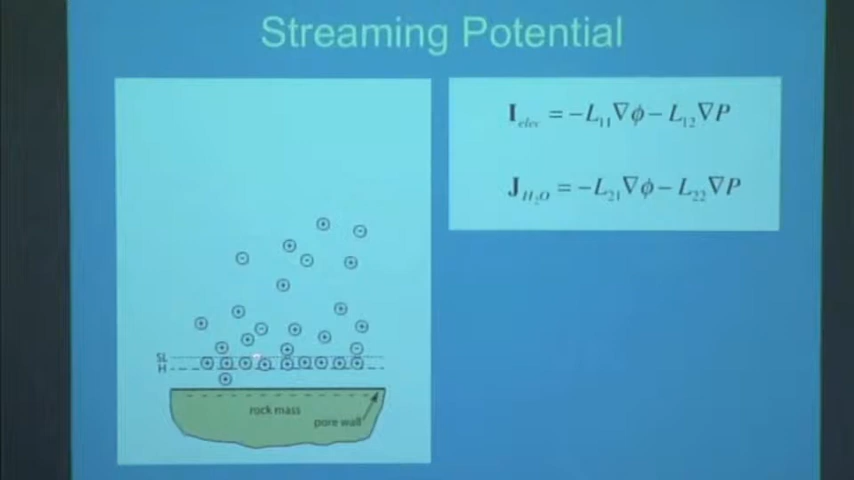 Streaming Potential
I_elec = −L₁₁∇ϕ − L₁₂∇P
J_H₂O = −L₂₁∇ϕ − L₂₂∇P
SL
H
rock mass
pore wall